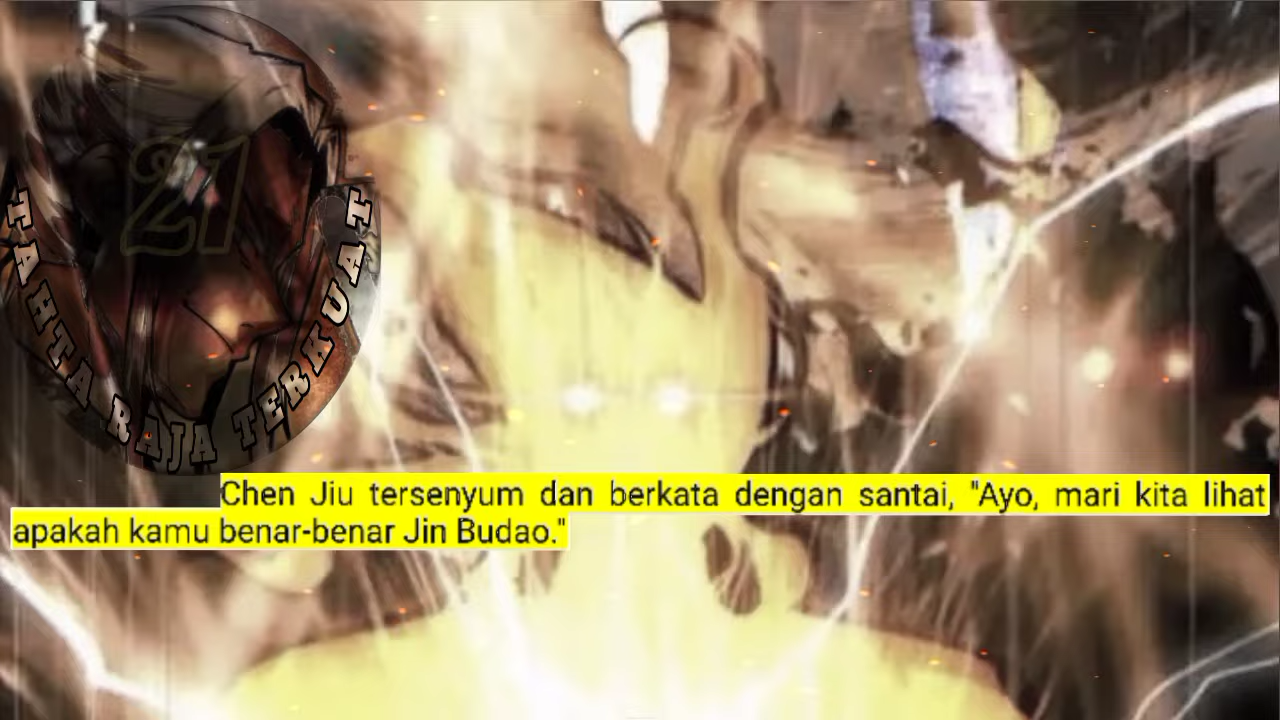 21
TAHTA RAJA TERKUAT
Chen Jiu tersenyum dan berkata dengan santai, "Ayo, mari kita lihat
apakah kamu benar-benar Jin Budao."